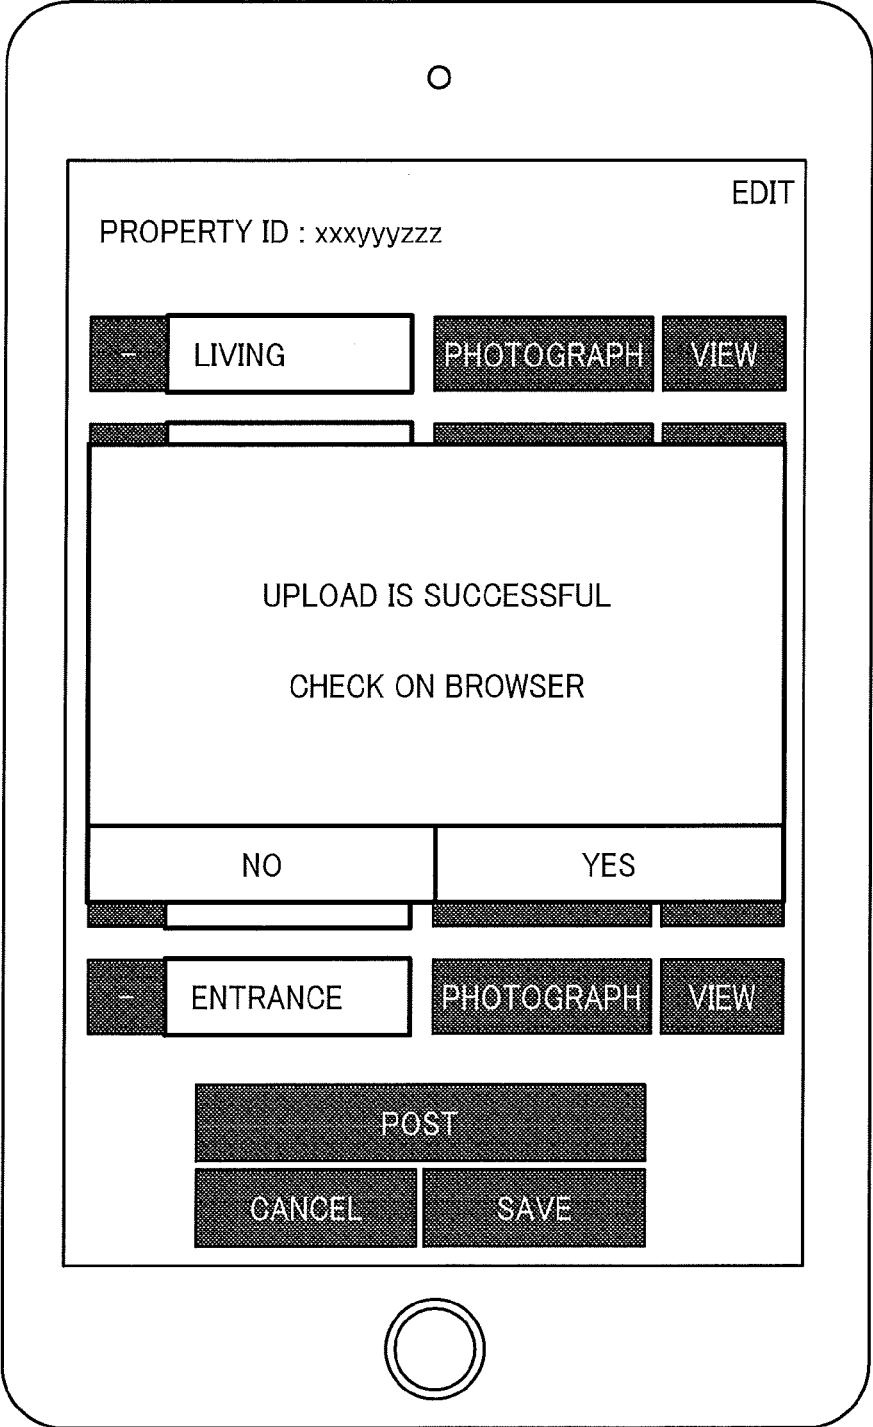 EDIT
PROPERTY ID : xxxyyyzzz
- LIVING PHOTOGRAPH VIEW
UPLOAD IS SUCCESSFUL
CHECK ON BROWSER
NO YES
- ENTRANCE PHOTOGRAPH VIEW
POST
CANCEL SAVE